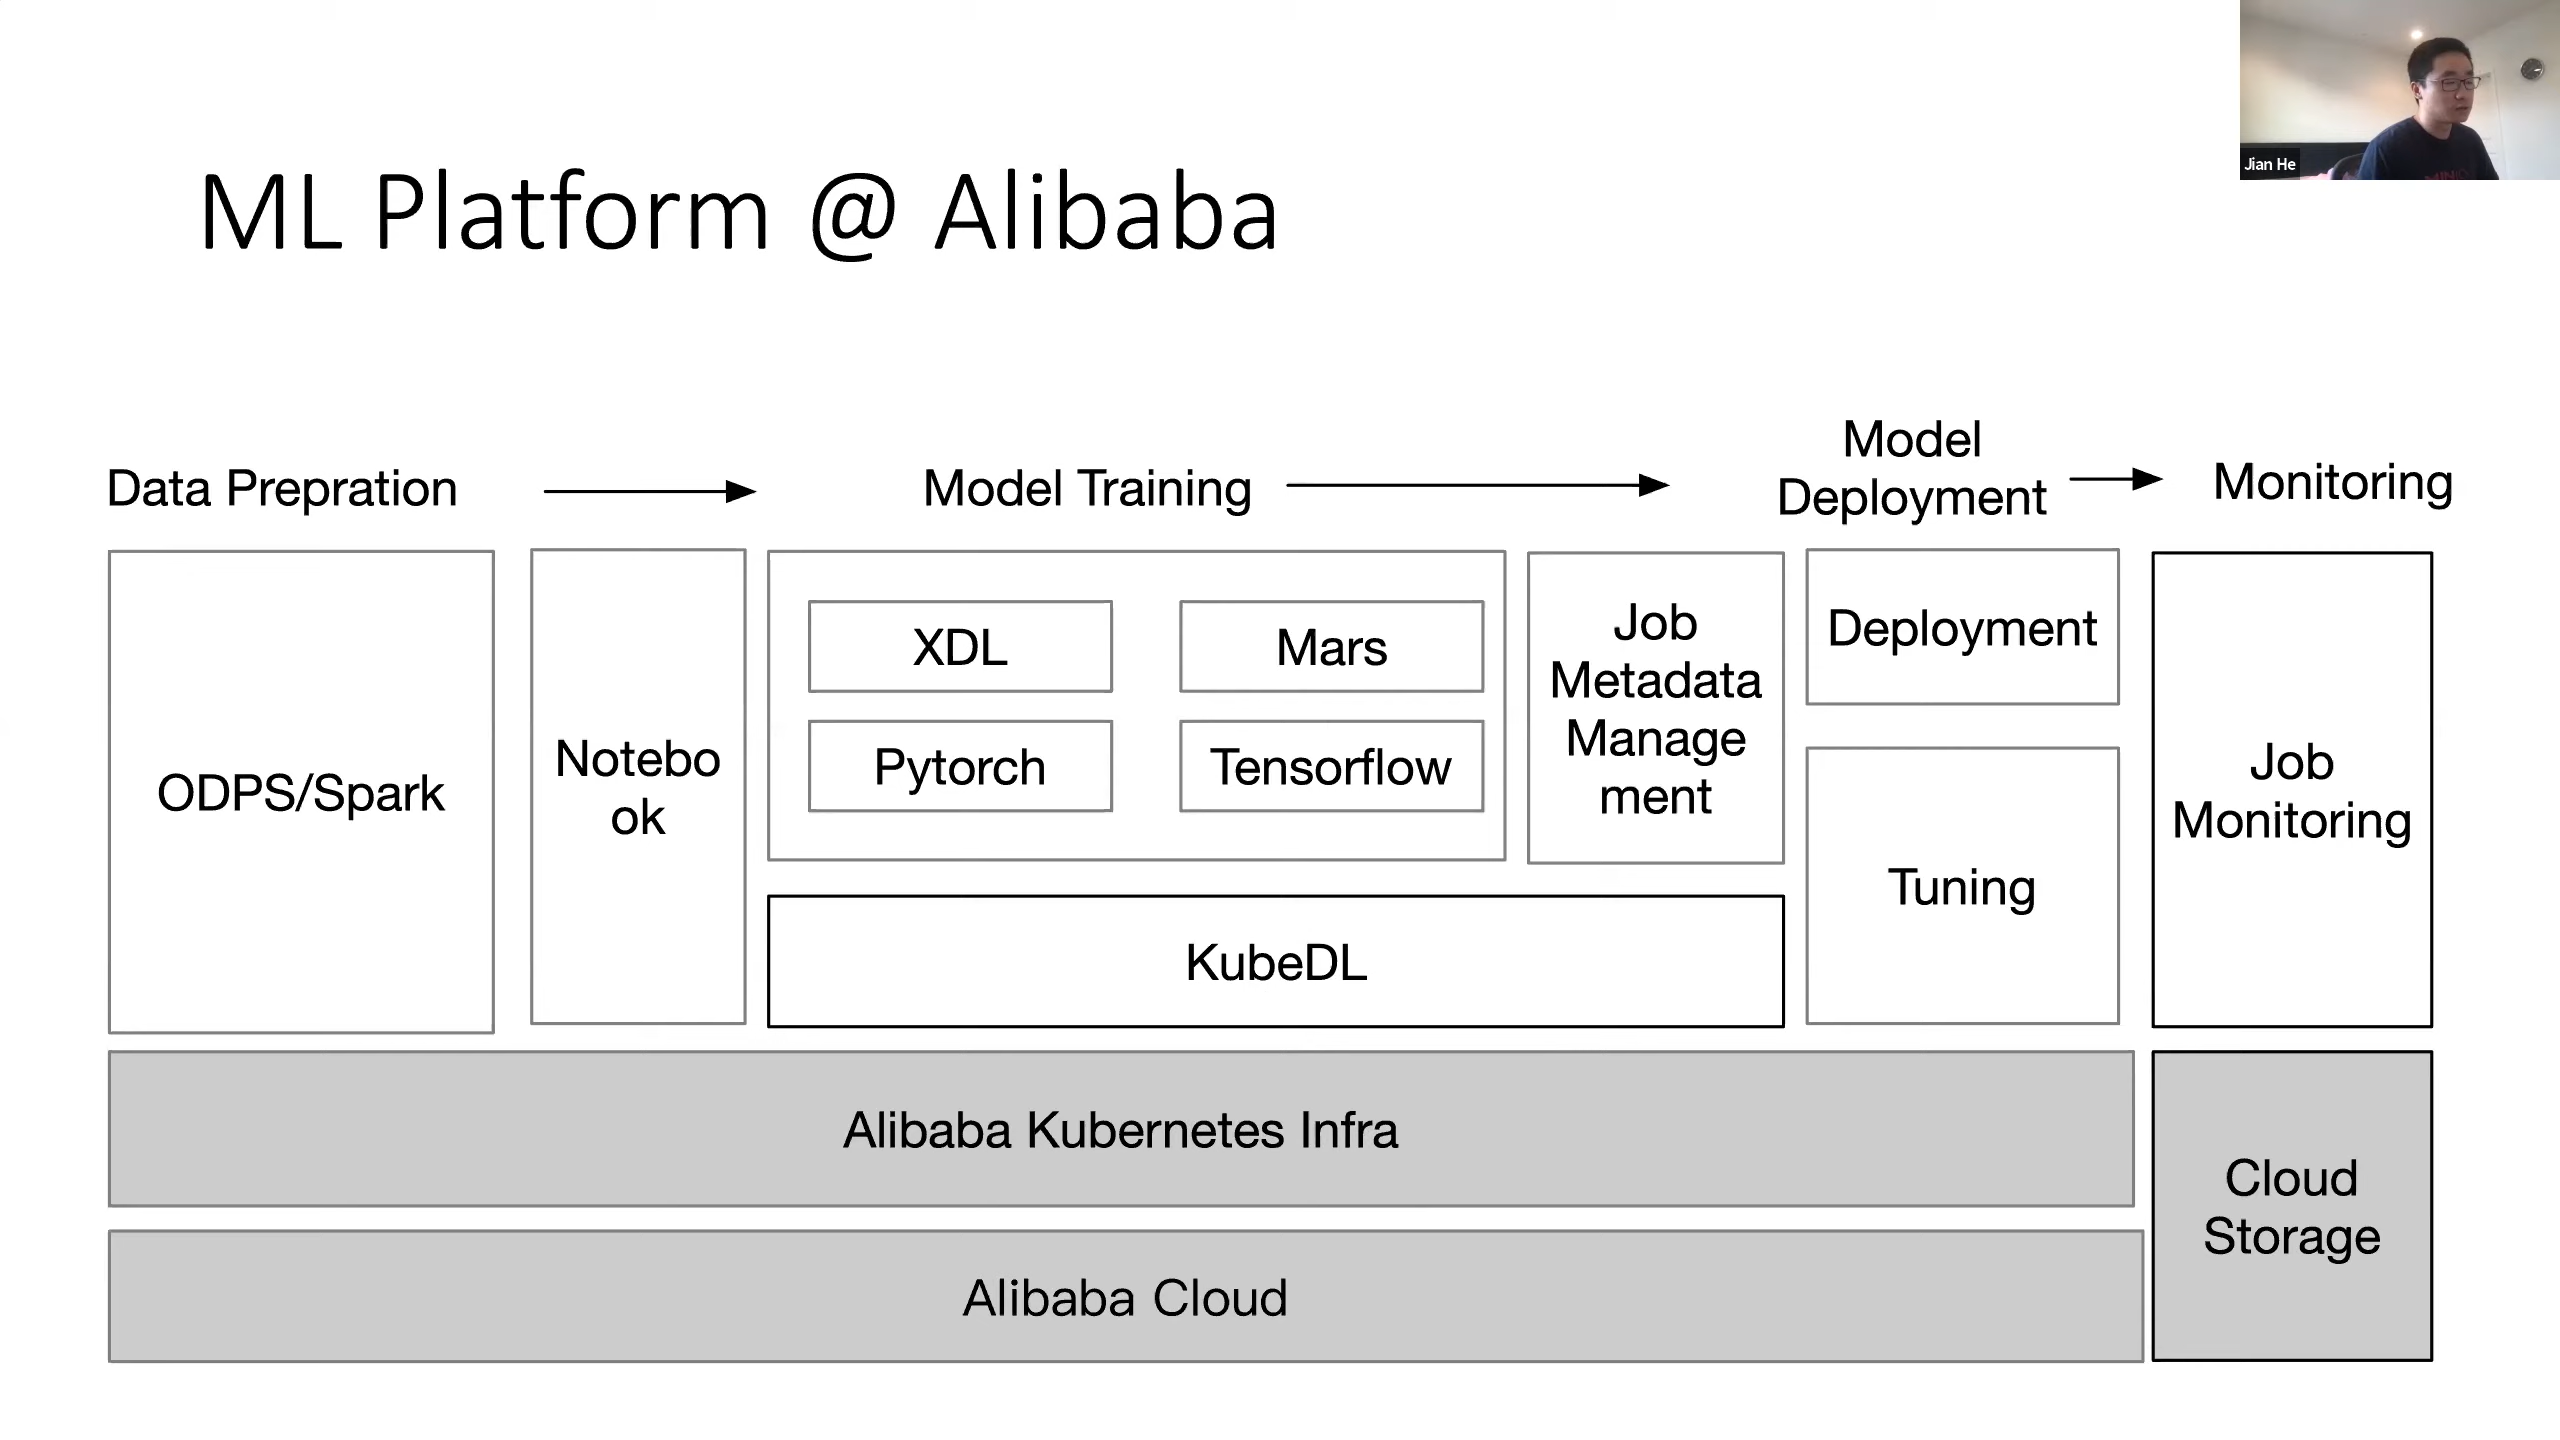 Jian He
ML Platform @ Alibaba
Data Prepration
Model Training
Model
Deployment
Monitoring
ODPS/Spark
Notebo
ok
XDL
Mars
Pytorch
Tensorflow
Job
Metadata
Manage
ment
KubeDL
Deployment
Tuning
Job
Monitoring
Alibaba Kubernetes Infra
Alibaba Cloud
Cloud
Storage